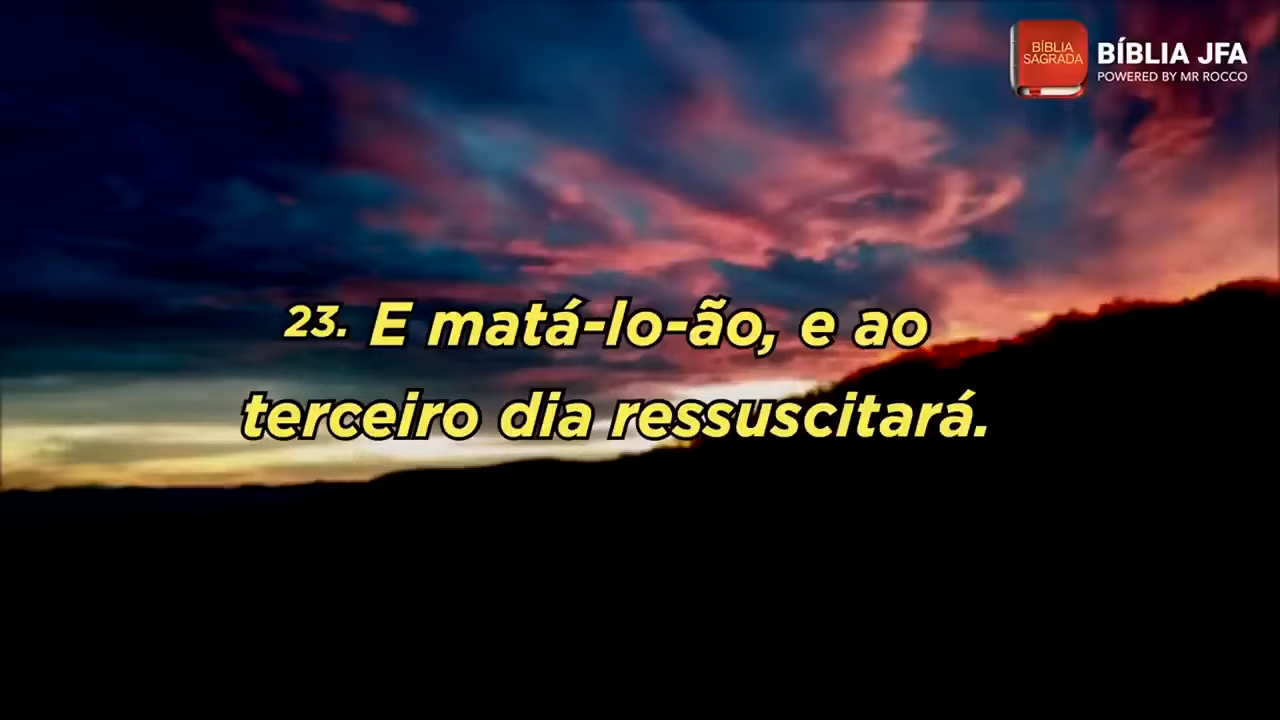 BÍBLIA
SAGRADA
BÍBLIA JFA
POWERED BY MR ROCCO
23. E matá-lo-ão, e ao
terceiro dia ressuscitará.